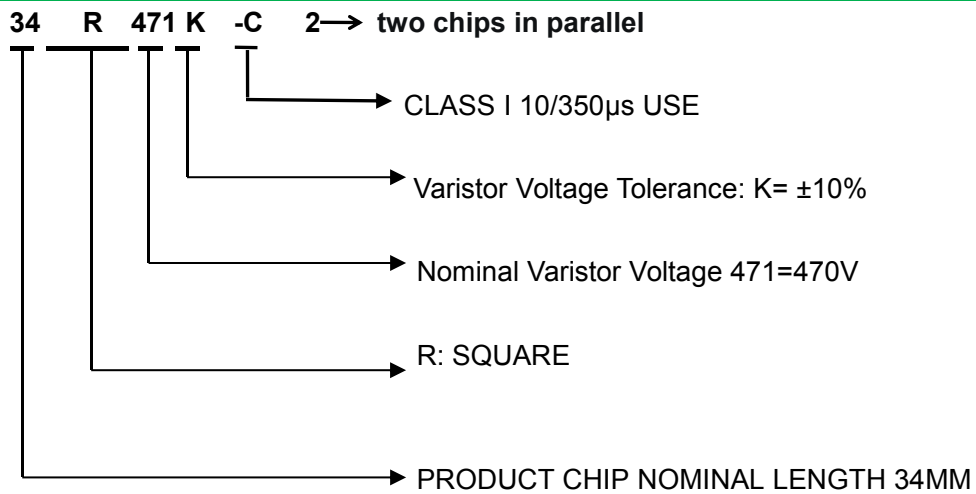 34 R 471 K -C 2→ two chips in parallel
CLASS I 10/350µs USE
Varistor Voltage Tolerance: K= ±10%
Nominal Varistor Voltage 471=470V
R: SQUARE
PRODUCT CHIP NOMINAL LENGTH 34MM